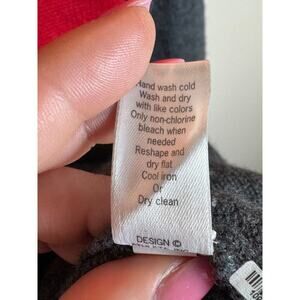 Hand wash cold
Wash and dry
with like colors
Only non-chlorine
bleach when
needed
Reshape and
dry flat
Cool iron
Or
Dry clean
DESIGN ©